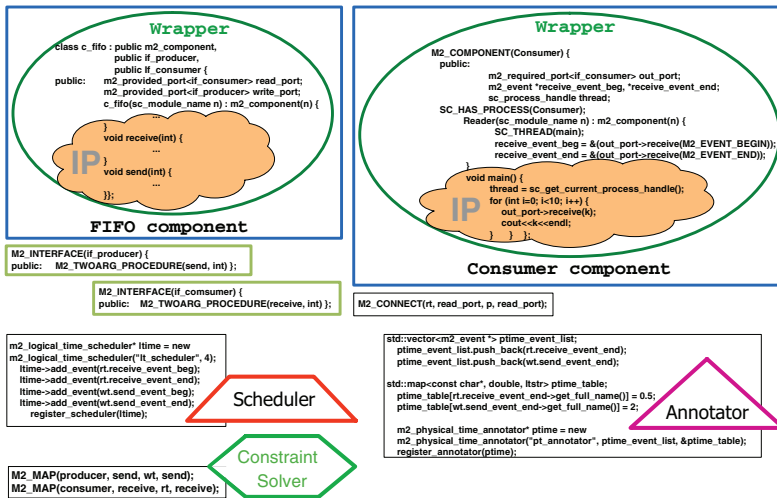 Wrapper
class c_fifo : public m2_component,
public if_producer,
public If_consumer {
public: m2_provided_port<if_consumer> read_port;
m2_provided_port<if_producer> write_port;
c_fifo(sc_module_name n) : m2_component(n) {
...
}
void receive(int) {
...
}
void send(int) {
...
}};
IP
FIFO component
Wrapper
M2_COMPONENT(Consumer) {
public:
m2_required_port<if_consumer> out_port;
m2_event *receive_event_beg, *receive_event_end;
sc_process_handle thread;
SC_HAS_PROCESS(Consumer);
Reader(sc_module_name n) : m2_component(n) {
SC_THREAD(main);
receive_event_beg = &(out_port->receive(M2_EVENT_BEGIN));
receive_event_end = &(out_port->receive(M2_EVENT_END));
}
void main() {
thread = sc_get_current_process_handle();
for (int i=0; i<10; i++) {
out_port->receive(k);
cout<<k<<endl;
} } };
IP
Consumer component
M2_INTERFACE(if_producer) {
public: M2_TWOARG_PROCEDURE(send, int) };
M2_INTERFACE(if_comsumer) {
public: M2_TWOARG_PROCEDURE(receive, int) };
M2_CONNECT(rt, read_port, p, read_port);
m2_logical_time_scheduler* ltime = new
m2_logical_time_scheduler("lt_scheduler", 4);
ltime->add_event(rt.receive_event_beg);
ltime->add_event(rt.receive_event_end);
ltime->add_event(wt.send_event_beg);
ltime->add_event(wt.send_event_end);
register_scheduler(ltime);
Scheduler
std::vector<m2_event *> ptime_event_list;
ptime_event_list.push_back(rt.receive_event_end);
ptime_event_list.push_back(wt.send_event_end);
std::map<const char*, double, ltstr> ptime_table;
ptime_table[rt.receive_event_end->get_full_name()] = 0.5;
ptime_table[wt.send_event_end->get_full_name()] = 2;
m2_physical_time_annotator* ptime = new
m2_physical_time_annotator("pt_annotator", ptime_event_list, &ptime_table);
register_annotator(ptime);
Annotator
Constraint
Solver
M2_MAP(producer, send, wt, send);
M2_MAP(consumer, receive, rt, receive);